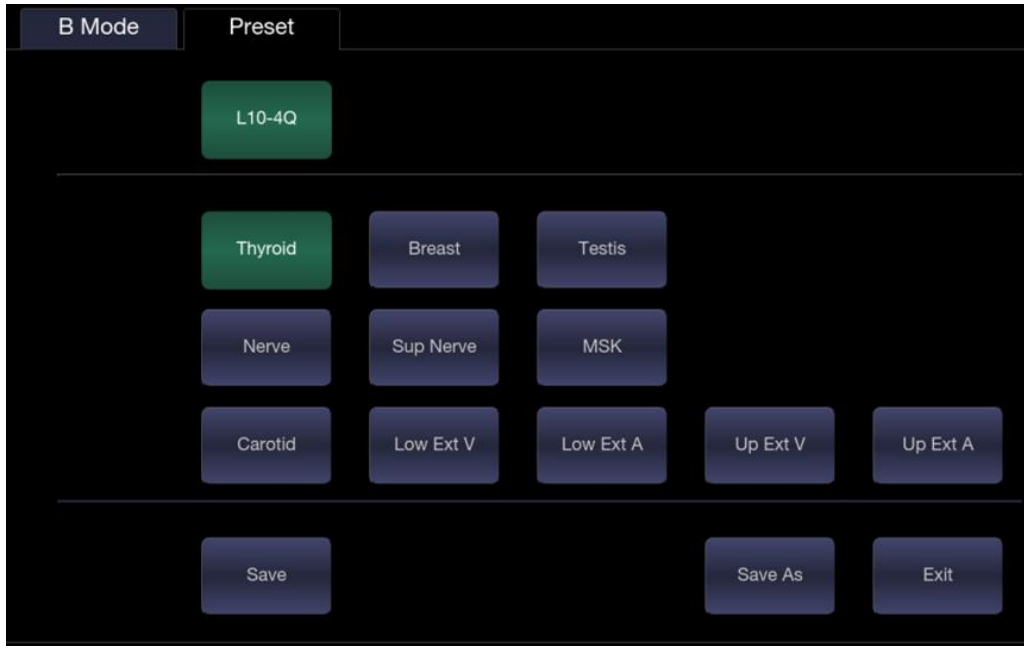 B Mode Preset
L10-4Q
Thyroid Breast Testis
Nerve Sup Nerve MSK
Carotid Low Ext V Low Ext A Up Ext V Up Ext A
Save Save As Exit